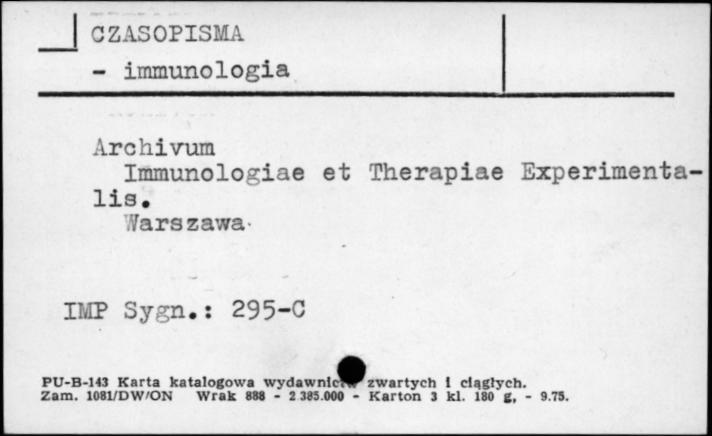 CZASOPISMA
- immunologia
Archivum
Immunologiae et Therapiae Experimenta-
lis.
Warszawa
IMP Sygn.: 295-C
PU-B-143 Karta katalogowa zwartych i ciągłych.
Zam. 1081/DW/ON Wrak 888 - 2.385.000 - Karton 3 kl. 180 g, - 9.75.